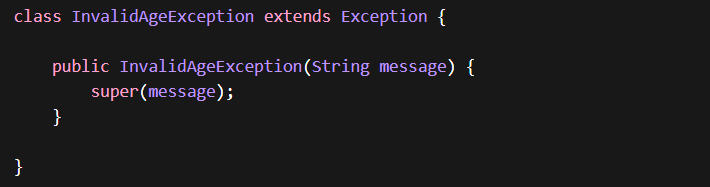 class InvalidAgeException extends Exception {
    public InvalidAgeException(String message) {
        super(message);
    }
}